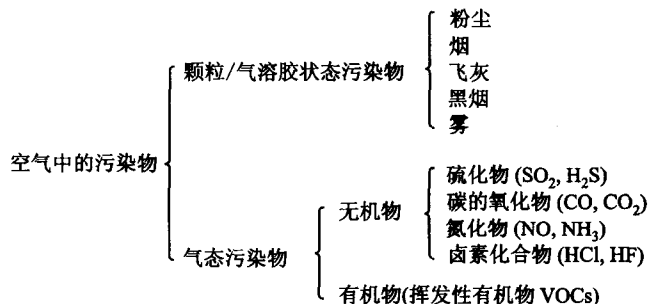 粉尘
烟
颗粒/气溶胶状态污染物
飞灰
黑烟
雾
空气中的污染物
硫化物 (SO₂, H₂S)
无机物
碳的氧化物 (CO, CO₂)
氮化物 (NO, NH₃)
气态污染物
卤素化合物 (HCl, HF)
有机物(挥发性有机物 VOCs)